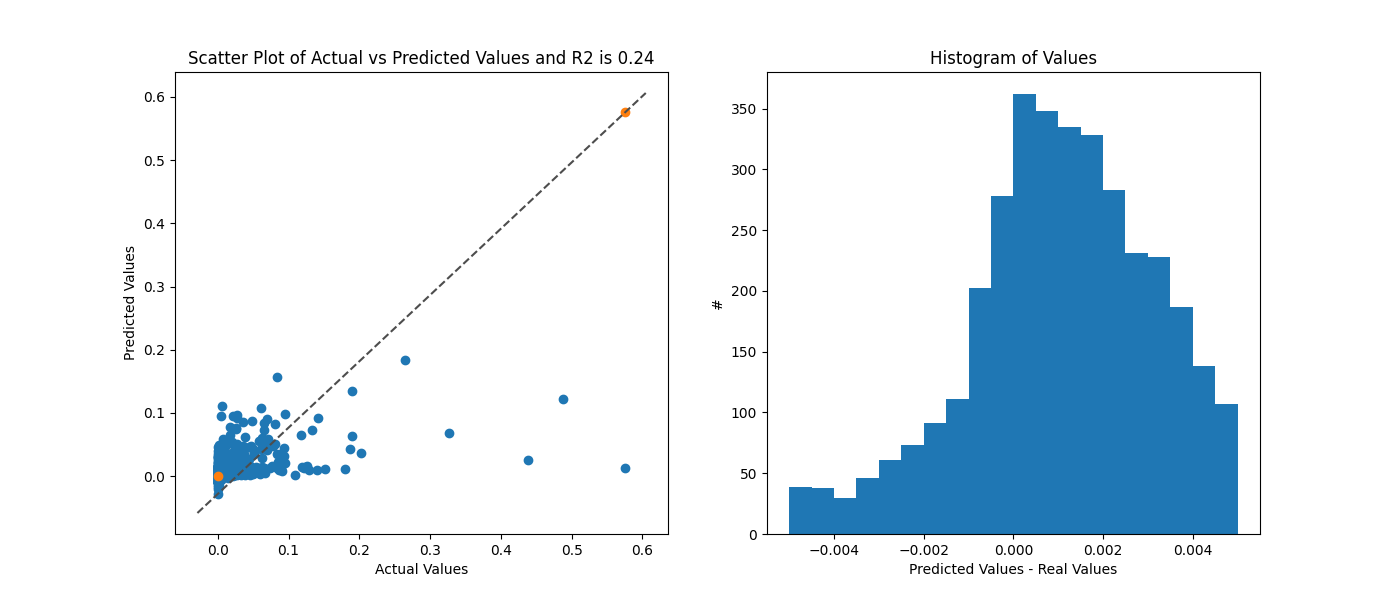 Scatter Plot of Actual vs Predicted Values and R2 is 0.24
Predicted Values
0.6
0.5
0.4
0.3
0.2
0.1
0.0
0.0 0.1 0.2 0.3 0.4 0.5 0.6
Actual Values
Histogram of Values
#
350
300
250
200
150
100
50
0
−0.004 −0.002 0.000 0.002 0.004
Predicted Values - Real Values